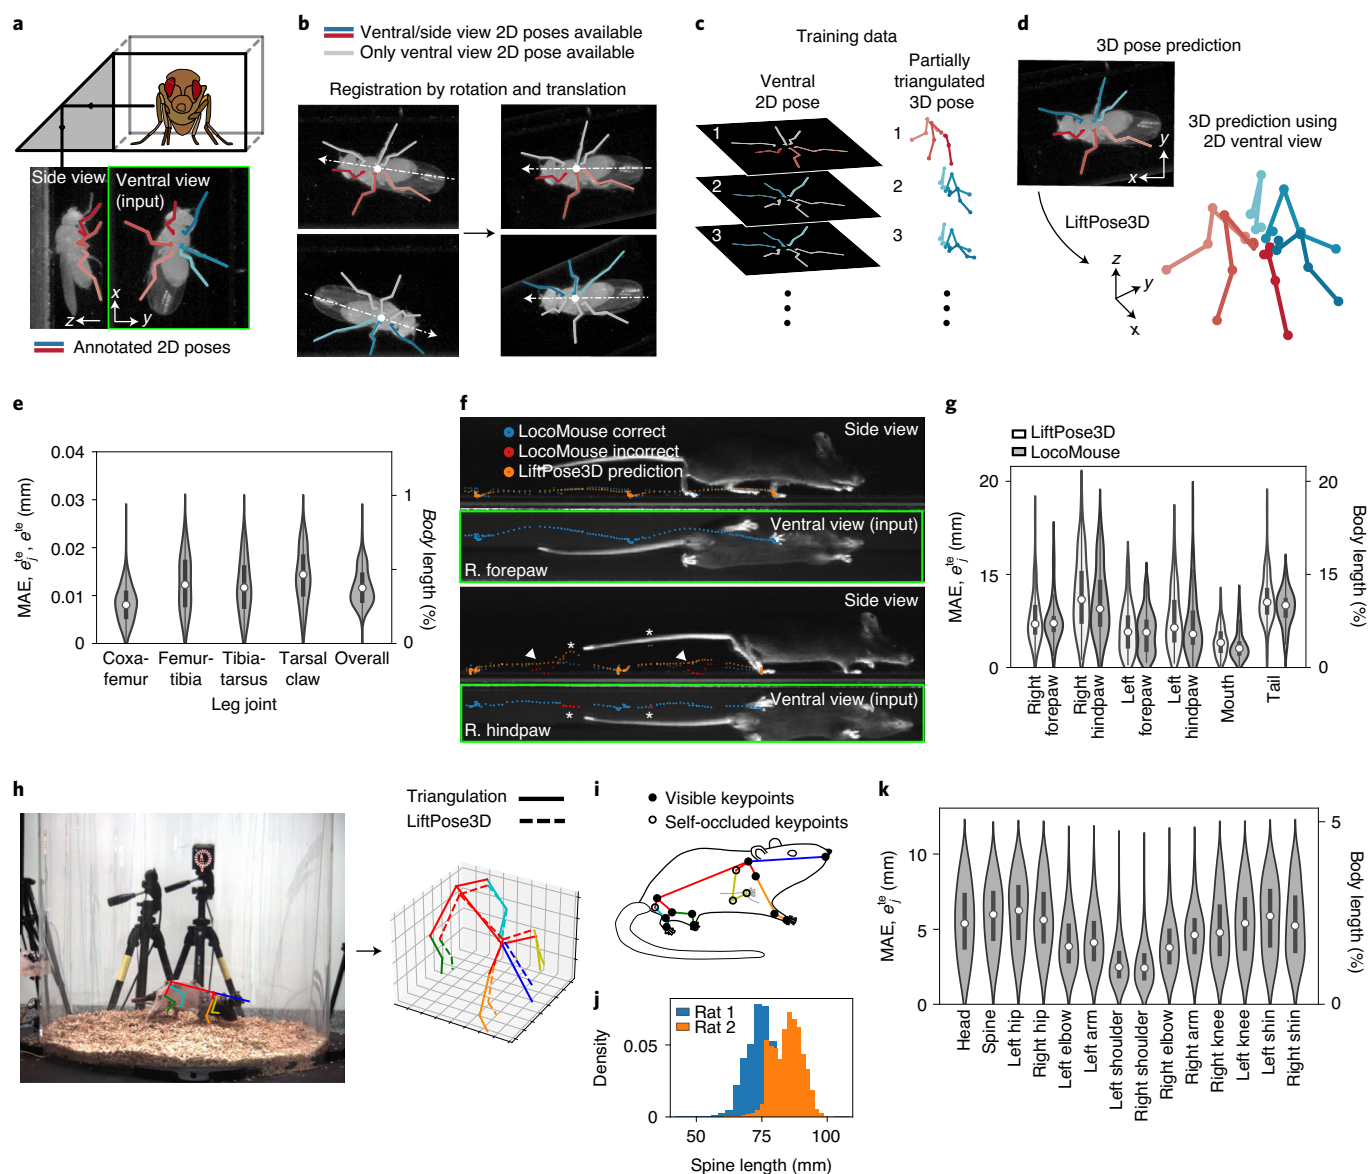 a
Side view
Ventral view
(input)
x
z
y
Annotated 2D poses
b
Ventral/side view 2D poses available
Only ventral view 2D pose available
Registration by rotation and translation
c
Training data
Ventral
2D pose
Partially
triangulated
3D pose
1
1
2
2
3
3
d
3D pose prediction
y
x
3D prediction using
2D ventral view
LiftPose3D
z
y
x
e
MAE, e_j^te, e^te (mm)
0.04
0.03
0.02
0.01
0
1
0
Body length (%)
Coxa-
femur
Femur-
tibia
Tibia-
tarsus
Tarsal
claw
Overall
Leg joint
f
LocoMouse correct
LocoMouse incorrect
LiftPose3D prediction
Side view
Ventral view (input)
R. forepaw
Side view
*
*
Ventral view (input)
*
*
R. hindpaw
g
LiftPose3D
LocoMouse
MAE, e_j^te (mm)
20
15
0
20
15
0
Body length (%)
Right
forepaw
Right
hindpaw
Left
forepaw
Left
hindpaw
Mouth
Tail
h
Triangulation
LiftPose3D
i
Visible keypoints
Self-occluded keypoints
j
Rat 1
Rat 2
Density
0.05
0
50
75
100
Spine length (mm)
k
MAE, e_j^te (mm)
10
5
0
5
0
Body length (%)
Head
Spine
Left hip
Right hip
Left elbow
Left arm
Left shoulder
Right shoulder
Right elbow
Right arm
Right knee
Left knee
Left shin
Right shin